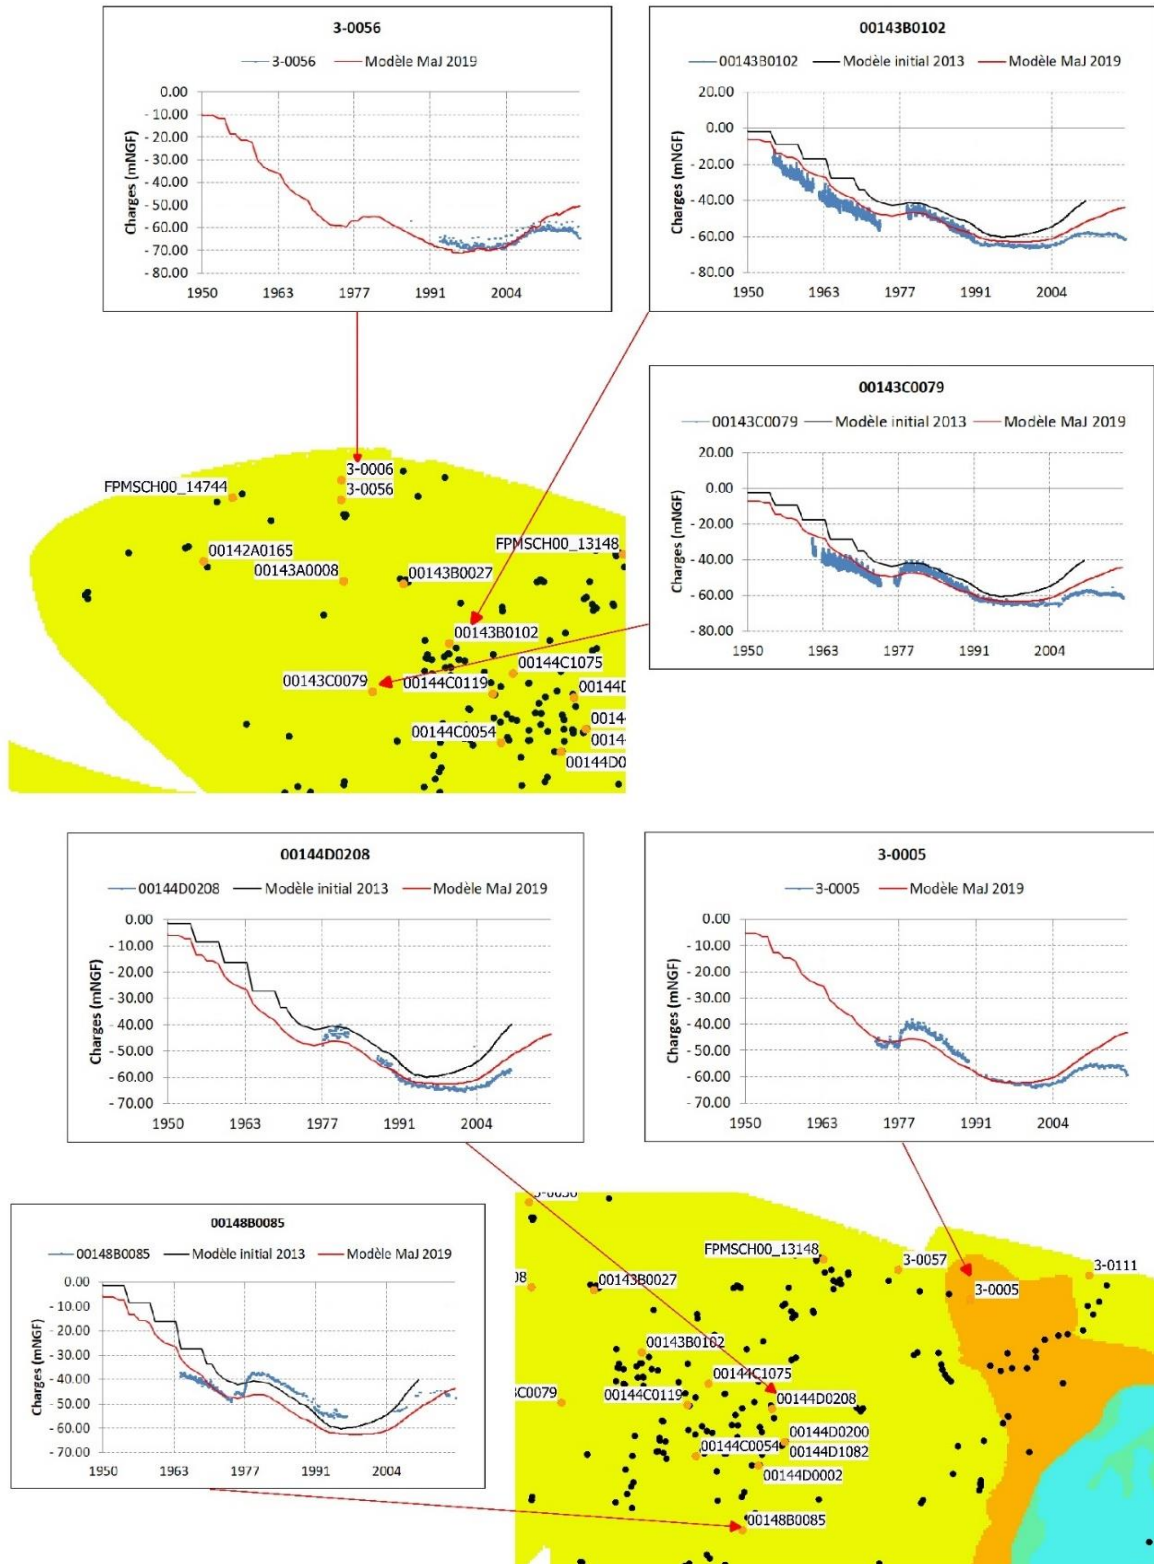 3-0056
3-0056 Modèle MaJ 2019
Charges (mNGF)
0.00
- 10.00
- 20.00
- 30.00
- 40.00
- 50.00
- 60.00
- 70.00
- 80.00
1950 1963 1977 1991 2004
00143B0102
00143B0102 Modèle initial 2013 Modèle MaJ 2019
Charges (mNGF)
20.00
0.00
- 20.00
- 40.00
- 60.00
- 80.00
1950 1963 1977 1991 2004
00143C0079
00143C0079 Modèle initial 2013 Modèle MaJ 2019
Charges (mNGF)
20.00
0.00
- 20.00
- 40.00
- 60.00
- 80.00
1950 1963 1977 1991 2004
3-0006
FPMSCH00_14744
3-0056
FPMSCH00_13148
00142A0165
00143A0008
00143B0027
00143B0102
00144C1075
00143C0079
00144C0119
00144D
00144
00144C0054
00144
00144D0
00144D0208
00144D0208 Modèle initial 2013 Modèle MaJ 2019
Charges (mNGF)
0.00
- 10.00
- 20.00
- 30.00
- 40.00
- 50.00
- 60.00
- 70.00
1950 1963 1977 1991 2004
3-0005
3-0005 Modèle MaJ 2019
Charges (mNGF)
0.00
- 10.00
- 20.00
- 30.00
- 40.00
- 50.00
- 60.00
- 70.00
1950 1963 1977 1991 2004
00148B0085
00148B0085 Modèle initial 2013 Modèle MaJ 2019
Charges (mNGF)
0.00
-10.00
-20.00
-30.00
-40.00
-50.00
-60.00
-70.00
1950 1963 1977 1991 2004
FPMSCH00_13148
3-0057
3-0111
08
00143B0027
3-0005
00143B0102
00144C1075
C0079
00144C0119
00144D0208
00144D0200
00144C0054
00144D1082
00144D0002
00148B0085